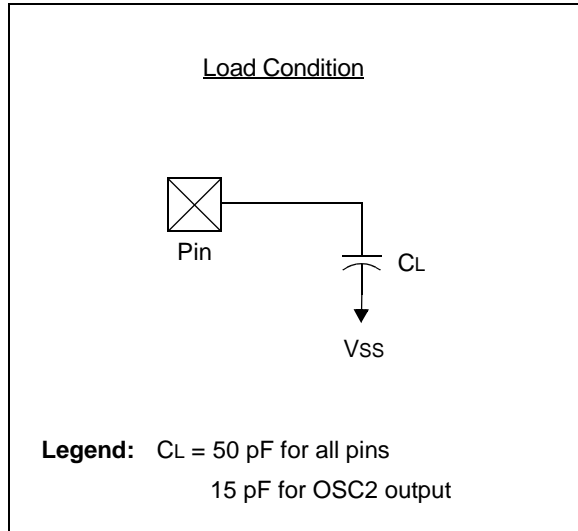 Load Condition
Pin
CL
VSS
Legend: CL = 50 pF for all pins
15 pF for OSC2 output